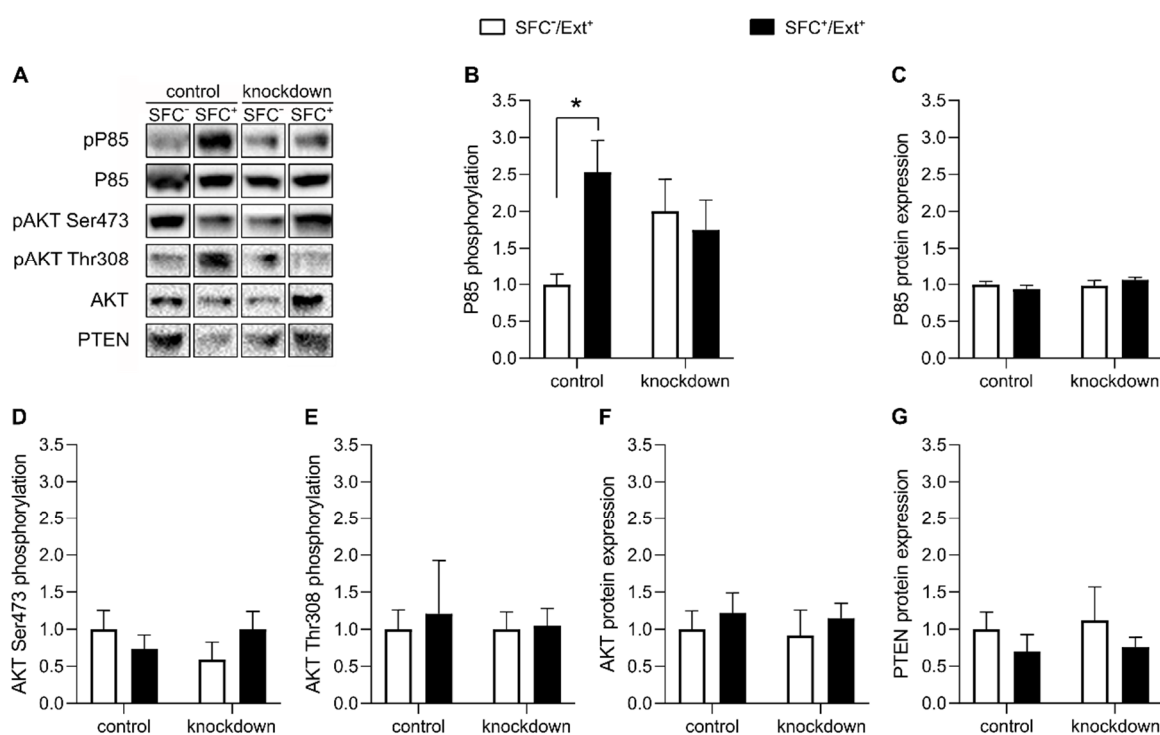 SFC⁻/Ext⁺ SFC⁺/Ext⁺
A
control knockdown
SFC⁻ SFC⁺ SFC⁻ SFC⁺
pP85
P85
pAKT Ser473
pAKT Thr308
AKT
PTEN
B
P85 phosphorylation
3.5
3.0
2.5
2.0
1.5
1.0
0.5
0.0
*
control knockdown
C
P85 protein expression
3.5
3.0
2.5
2.0
1.5
1.0
0.5
0.0
control knockdown
D
AKT Ser473 phosphorylation
3.5
3.0
2.5
2.0
1.5
1.0
0.5
0.0
control knockdown
E
AKT Thr308 phosphorylation
3.5
3.0
2.5
2.0
1.5
1.0
0.5
0.0
control knockdown
F
AKT protein expression
3.5
3.0
2.5
2.0
1.5
1.0
0.5
0.0
control knockdown
G
PTEN protein expression
3.5
3.0
2.5
2.0
1.5
1.0
0.5
0.0
control knockdown